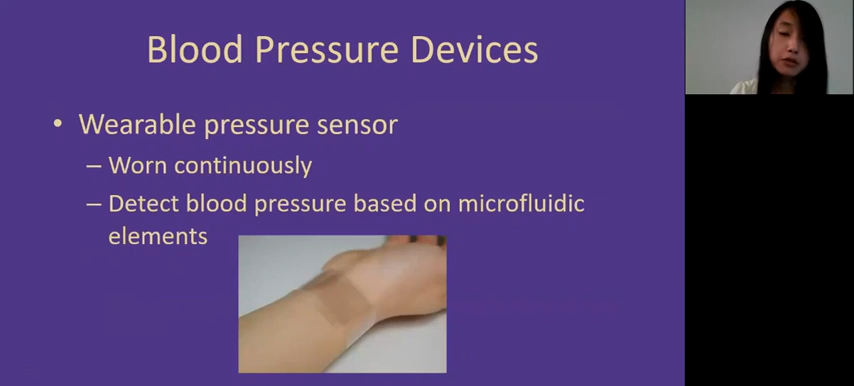 Blood Pressure Devices
• Wearable pressure sensor
– Worn continuously
– Detect blood pressure based on microfluidic
elements